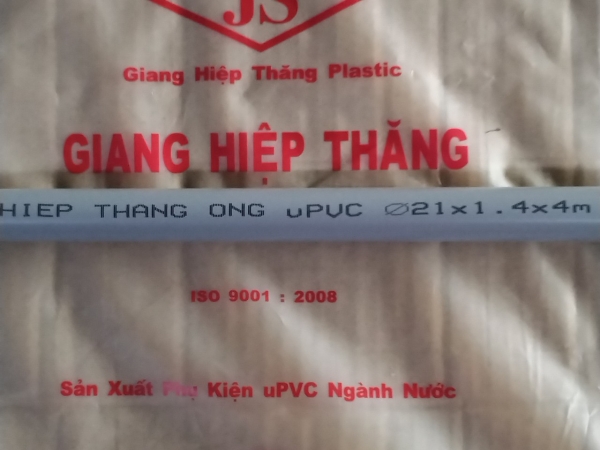 JS
Giang Hiệp Thăng Plastic
GIANG HIỆP THĂNG
HIEP THANG ONG uPVC Ø21x1.4x4m
ISO 9001 : 2008
Sản Xuất Phụ Kiện uPVC Ngành Nước